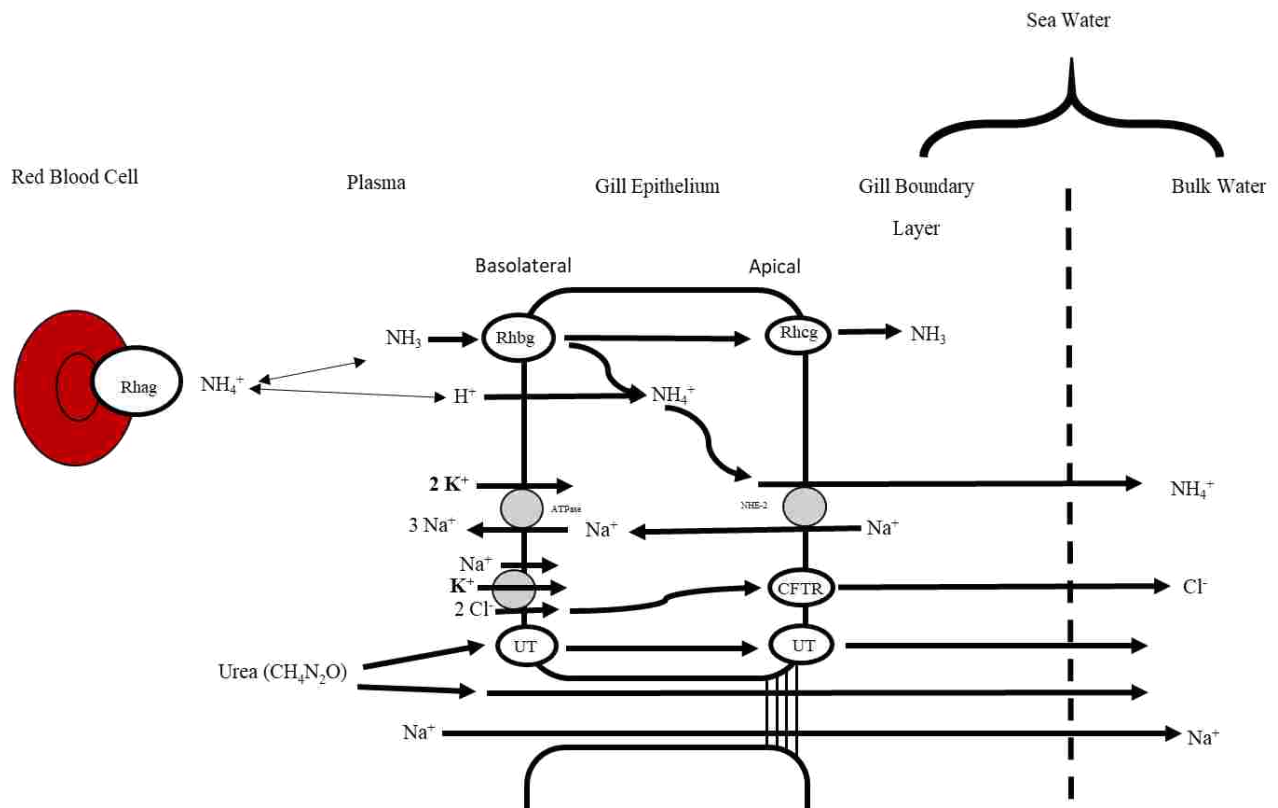 Sea Water
Red Blood Cell
Plasma
Gill Epithelium
Gill Boundary
Layer
Bulk Water
Basolateral
Apical
Rhag
NH₄⁺
NH₃
Rhbg
Rhcg
NH₃
H⁺
NH₄⁺
2 K⁺
ATPase
NHE-2
NH₄⁺
3 Na⁺
Na⁺
Na⁺
Na⁺
K⁺
2 Cl⁻
CFTR
Cl⁻
UT
UT
Urea (CH₄N₂O)
Na⁺
Na⁺